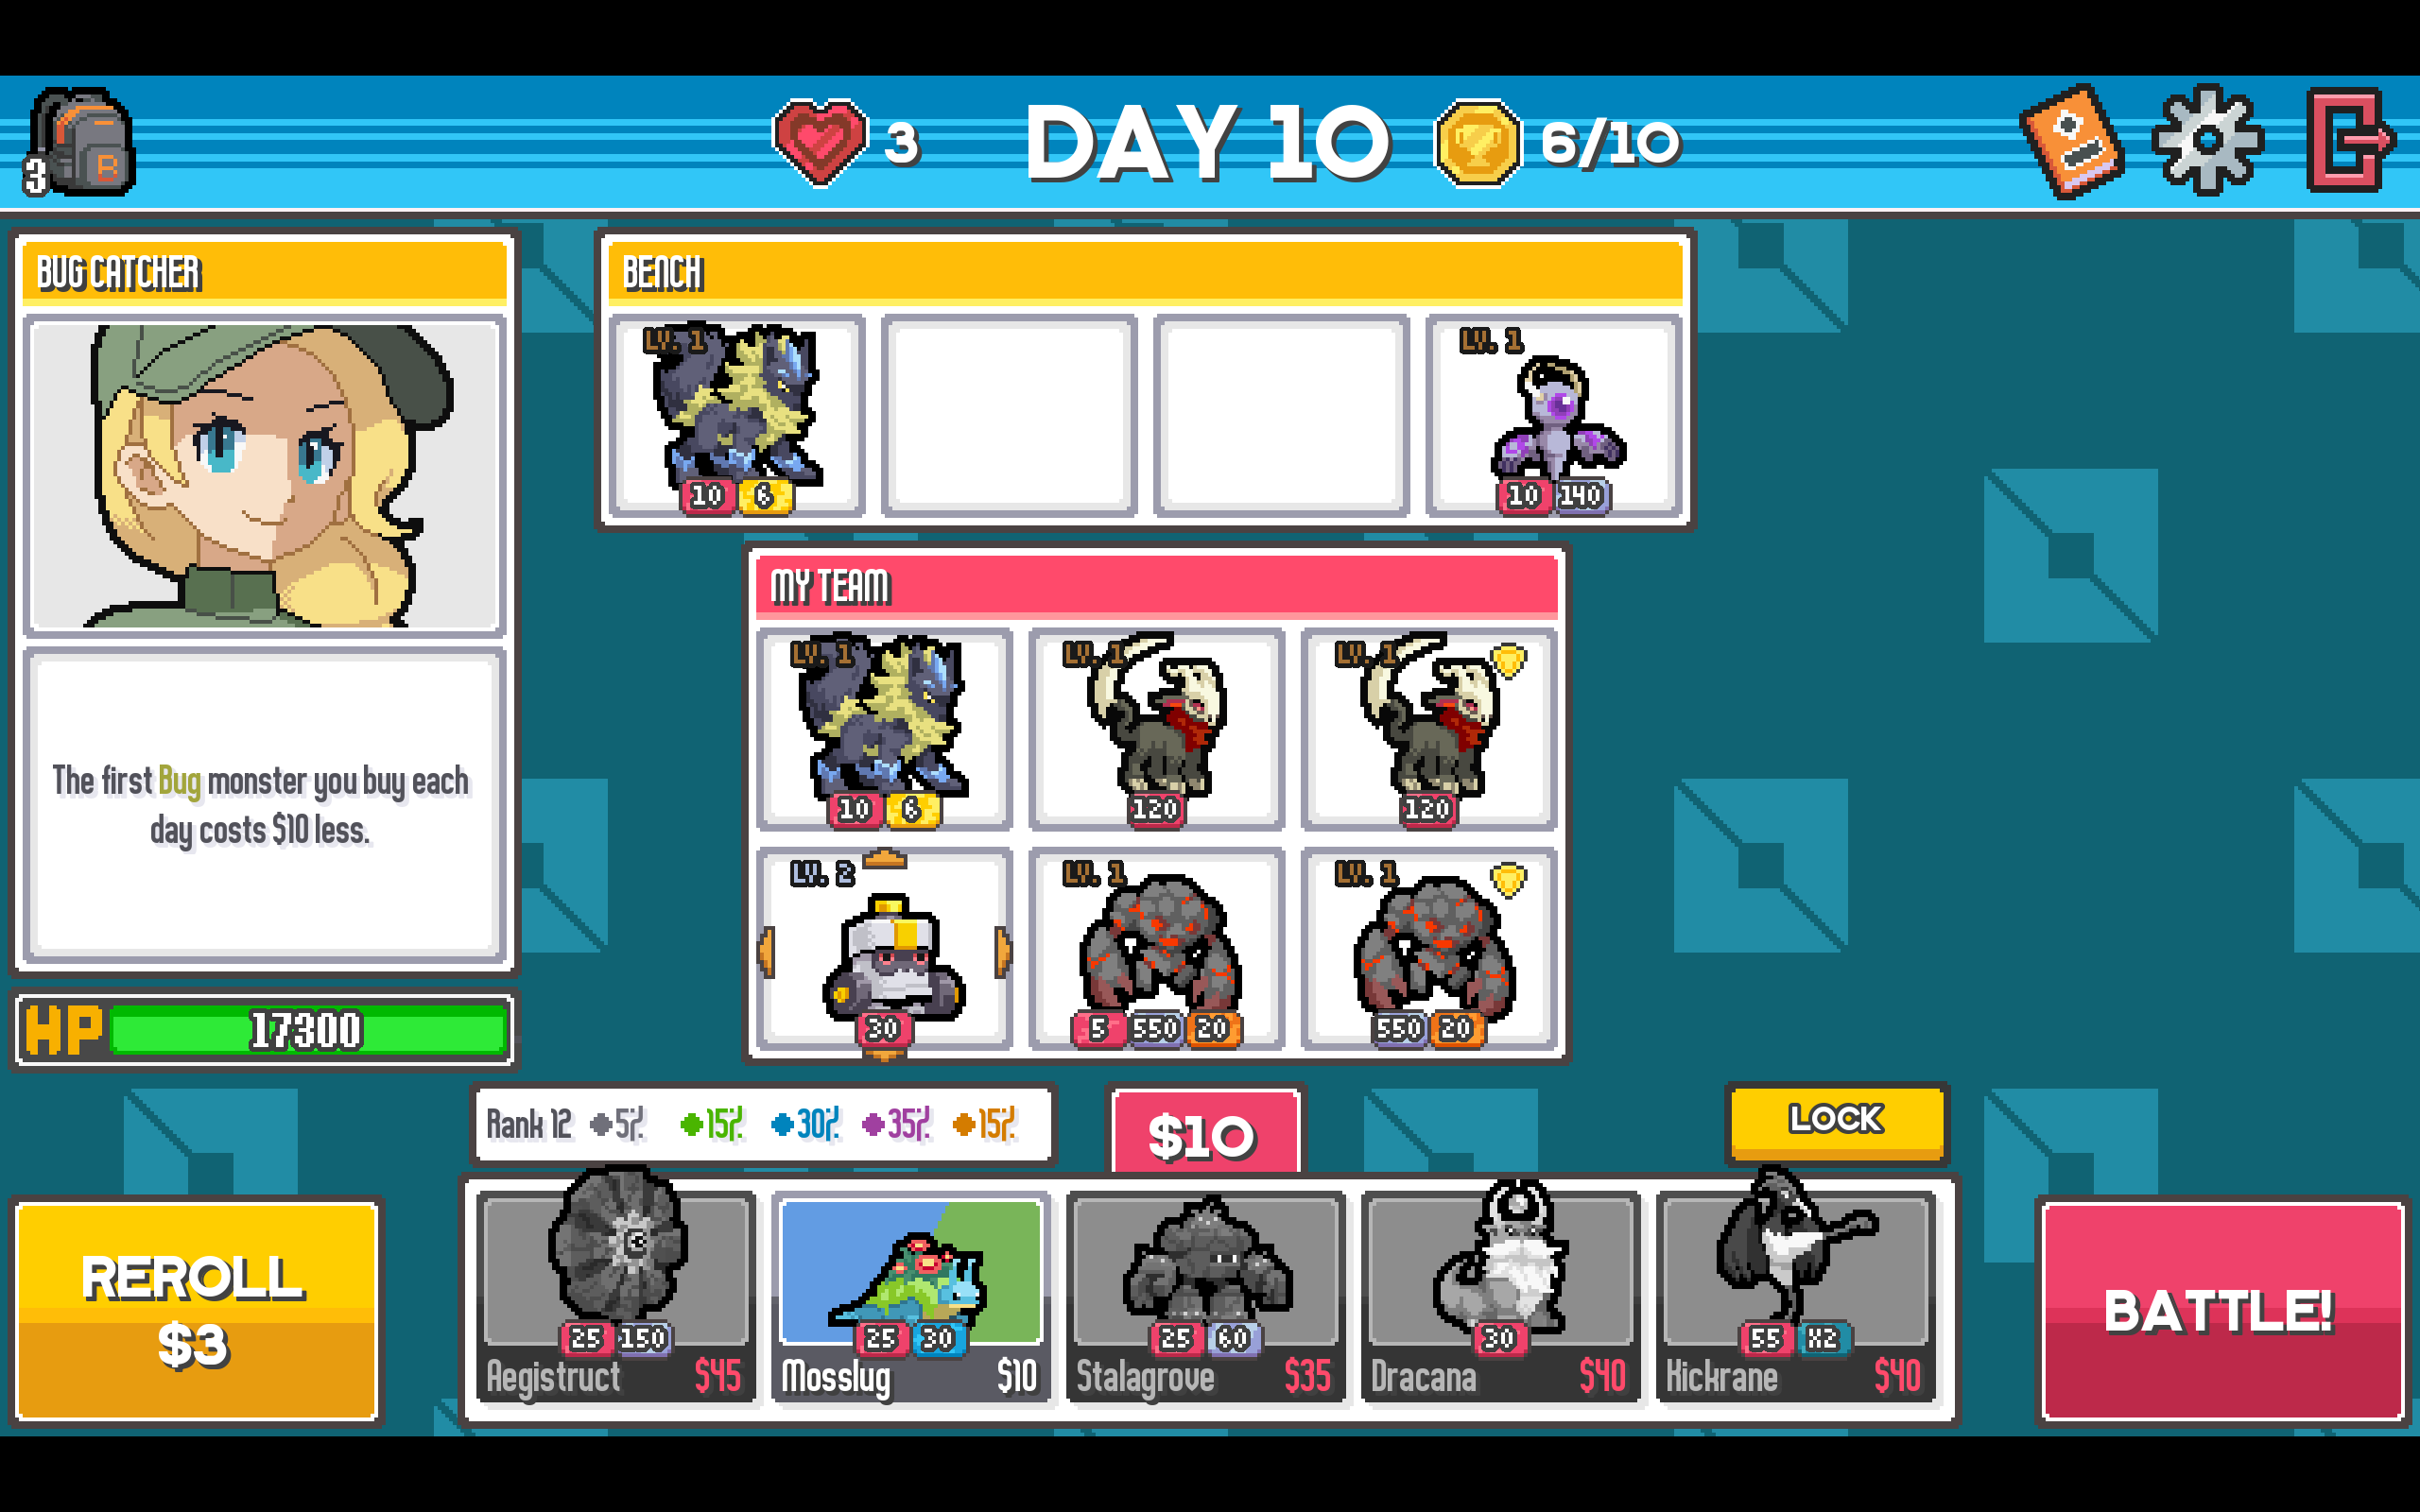 3
B
3
DAY 10
6/10
BUG CATCHER
BENCH
LV. 1
10 6
LV. 1
10 140
The first Bug monster you buy each
day costs $10 less.
HP 17300
MY TEAM
LV. 1
10 6
LV. 1
120
LV. 1
120
LV. 2
30
LV. 1
5 550 20
LV. 1
550 20
Rank 12 5% 15% 30% 35% 15%
$10
LOCK
REROLL
$3
25 150
Aegistruct $45
25 30
Mosslug $10
25 60
Stalagrove $35
30
Dracana $40
55 X2
Kickrane $40
BATTLE!